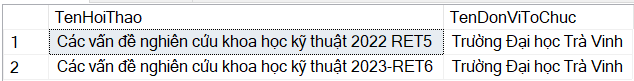 TenHoiThao TenDonViToChuc
1 Các vấn đề nghiên cứu khoa học kỹ thuật 2022 RET5 Trường Đại học Trà Vinh
2 Các vấn đề nghiên cứu khoa học kỹ thuật 2023-RET6 Trường Đại học Trà Vinh